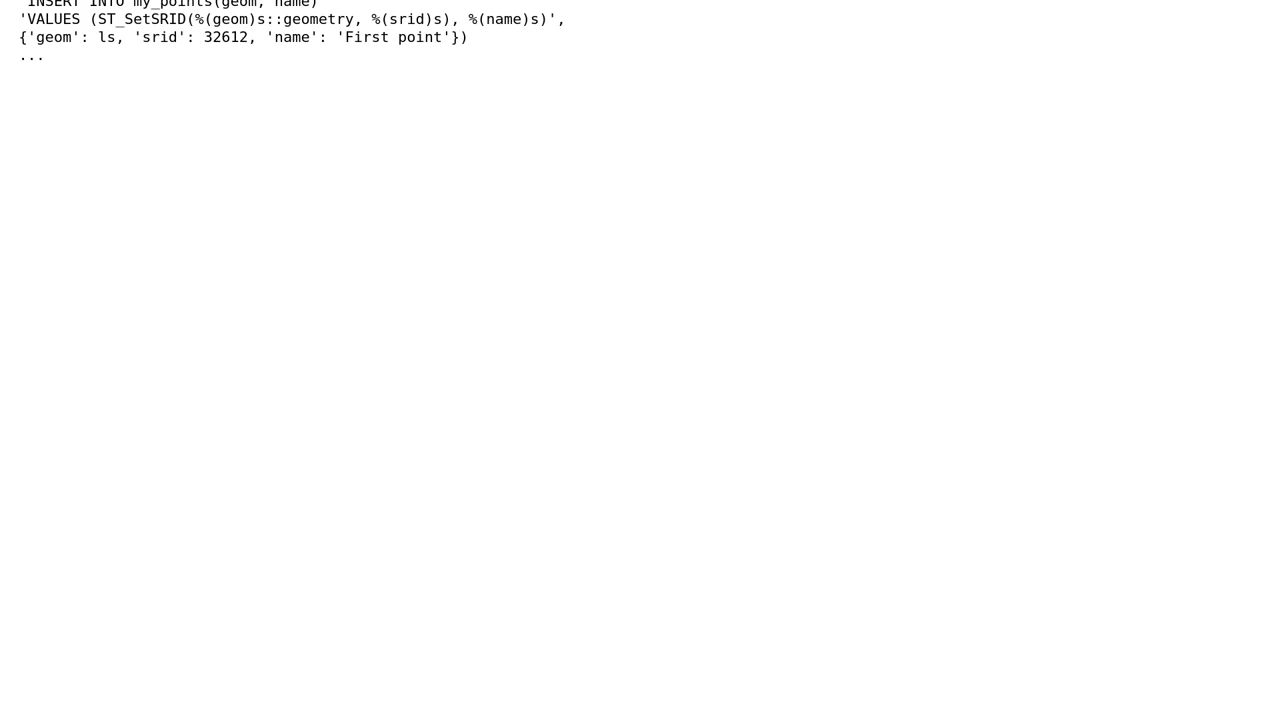 'INSERT INTO my_points(geom, name)'
'VALUES (ST_SetSRID(%(geom)s::geometry, %(srid)s), %(name)s)',
{'geom': ls, 'srid': 32612, 'name': 'First point'})
...